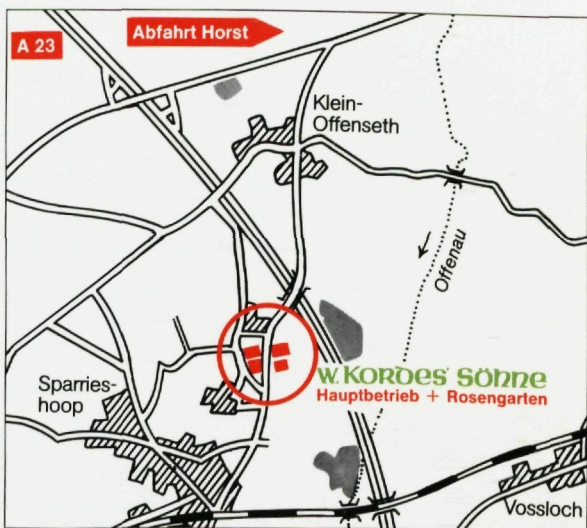 A 23
Abfahrt Horst
Klein-
Offenseth
Offenau
W. KORDES' SÖHNE
Hauptbetrieb + Rosengarten
Sparries-
hoop
Vossloch